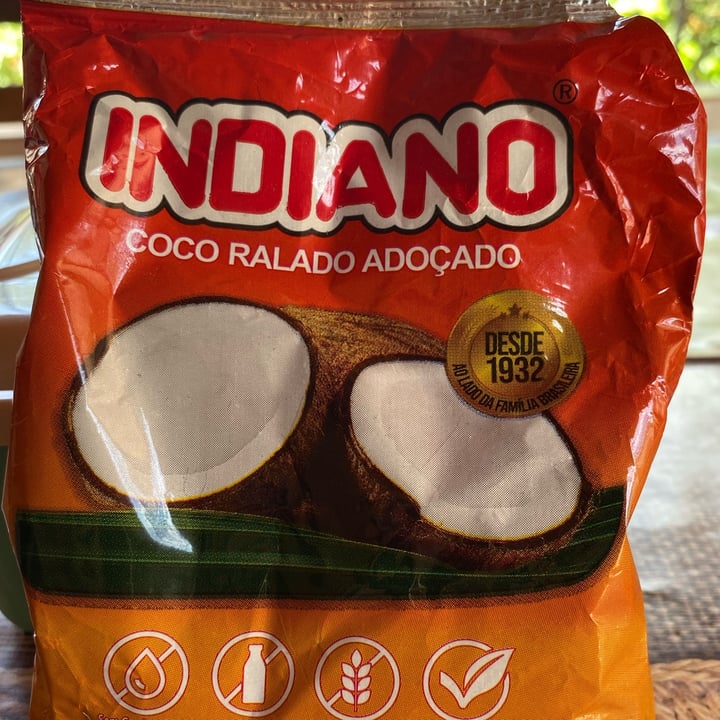 INDIANO ®
COCO RALADO ADOÇADO
DESDE
1932
AO LADO DA FAMÍLIA BRASILEIRA